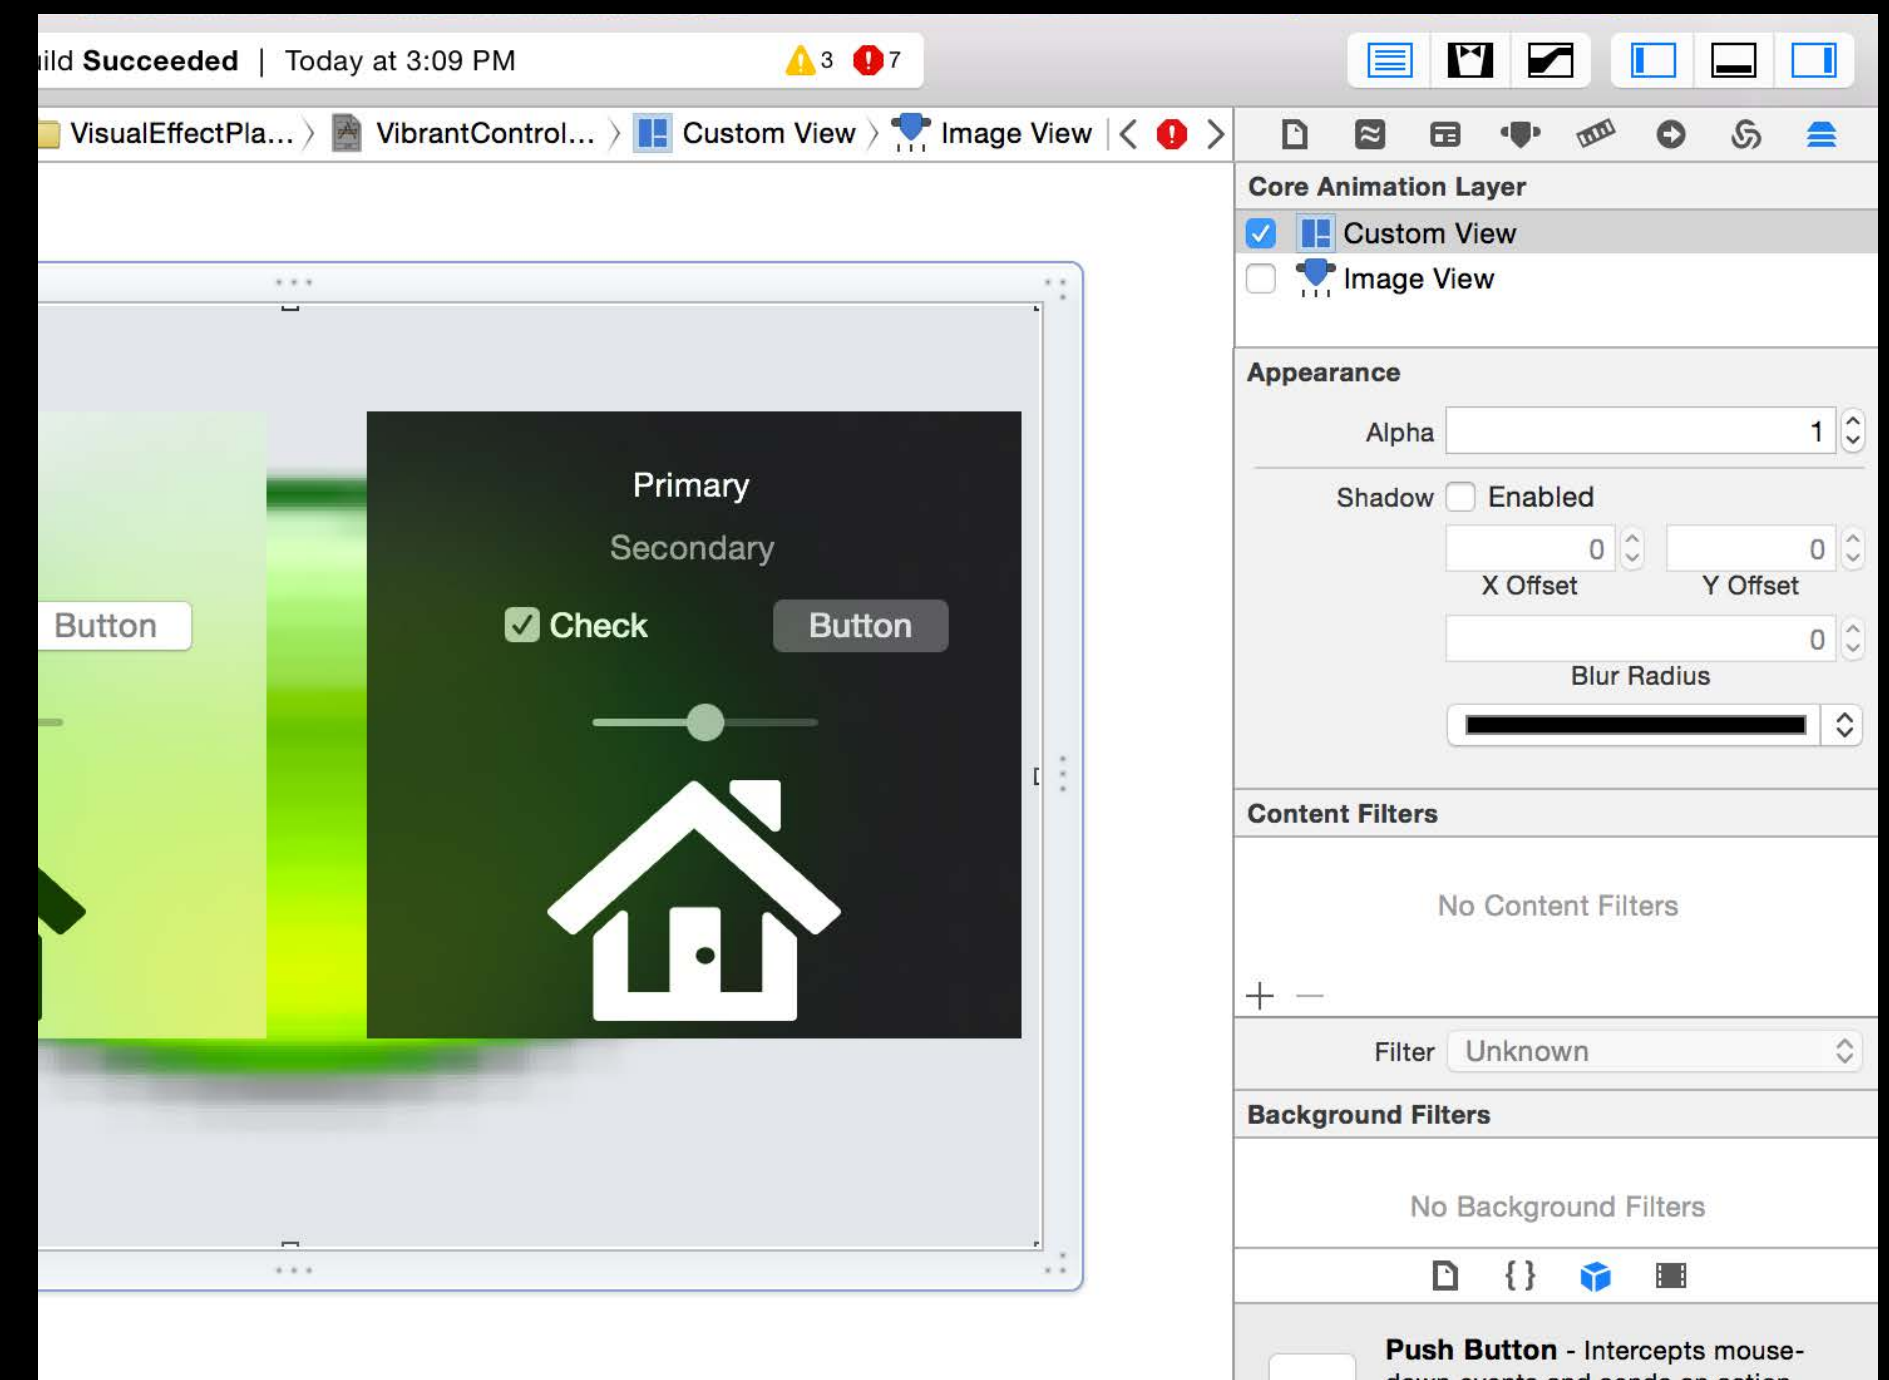 ild Succeeded | Today at 3:09 PM
3
7
VisualEffectPla... VibrantControl... Custom View Image View
Core Animation Layer
Custom View
Image View
Appearance
Alpha 1
Shadow Enabled
0 0
X Offset Y Offset
0
Blur Radius
Content Filters
No Content Filters
Filter Unknown
Background Filters
No Background Filters
Push Button - Intercepts mouse-
Button
Primary
Secondary
Check Button